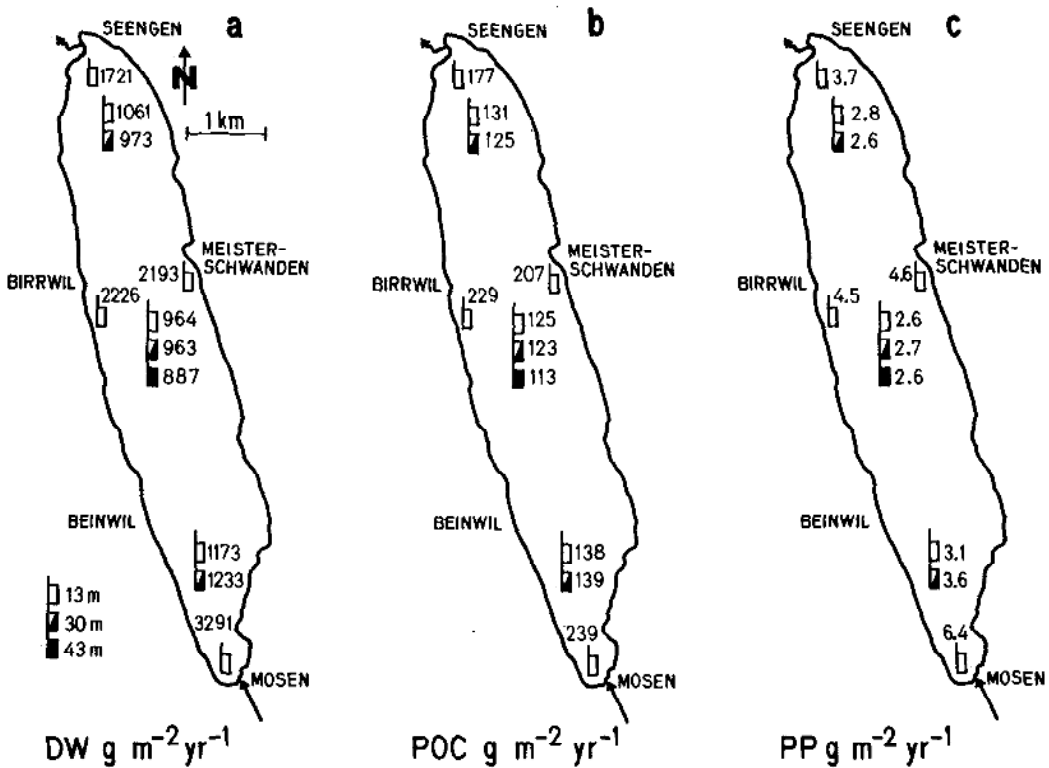 SEENGEN
a
1721
N
1061
973
1 km
MEISTER-
SCHWANDEN
2193
BIRRWIL
2226
964
963
887
BEINWIL
1173
1233
13 m
30 m
43 m
3291
MOSEN
DW g m⁻² yr⁻¹
SEENGEN
b
177
131
125
MEISTER-
SCHWANDEN
207
BIRRWIL
229
125
123
113
BEINWIL
138
139
239
MOSEN
POC g m⁻² yr⁻¹
SEENGEN
c
3.7
2.8
2.6
MEISTER-
SCHWANDEN
4.6
BIRRWIL
4.5
2.6
2.7
2.6
BEINWIL
3.1
3.6
6.4
MOSEN
PP g m⁻² yr⁻¹